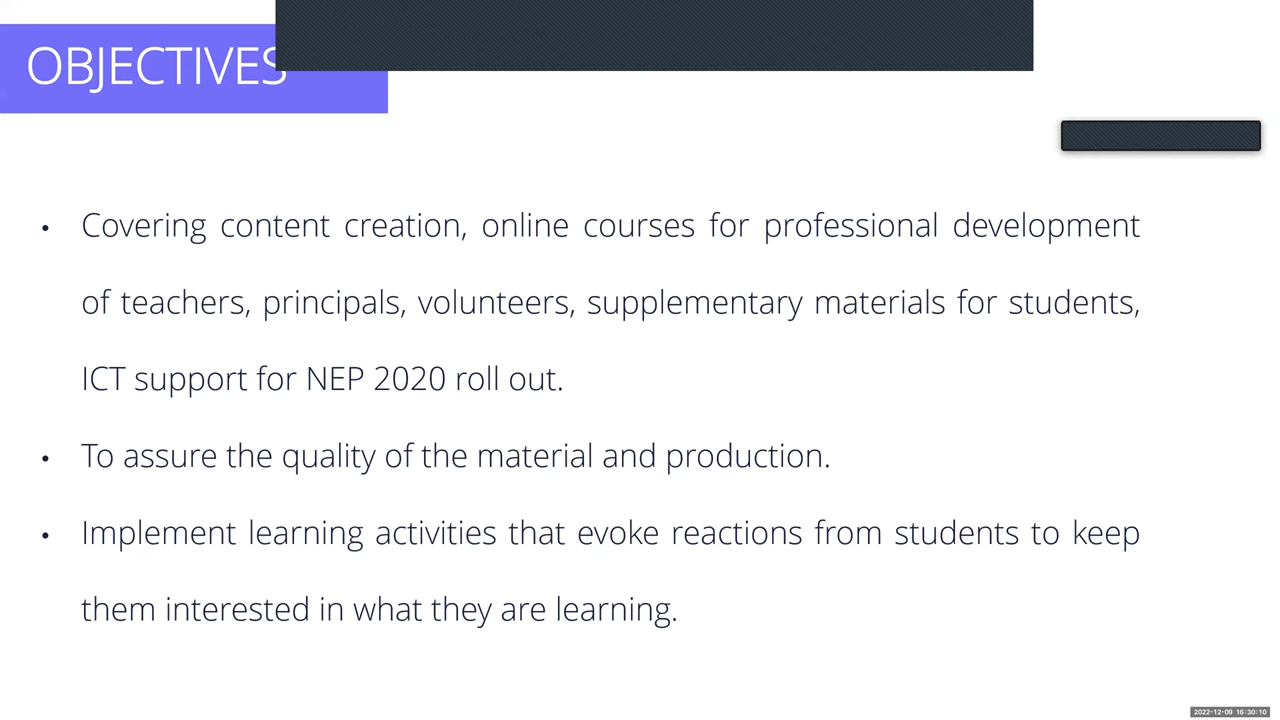 OBJECTIVES
• Covering content creation, online courses for professional development
of teachers, principals, volunteers, supplementary materials for students,
ICT support for NEP 2020 roll out.
• To assure the quality of the material and production.
• Implement learning activities that evoke reactions from students to keep
them interested in what they are learning.
2022-12-09 16:30:10